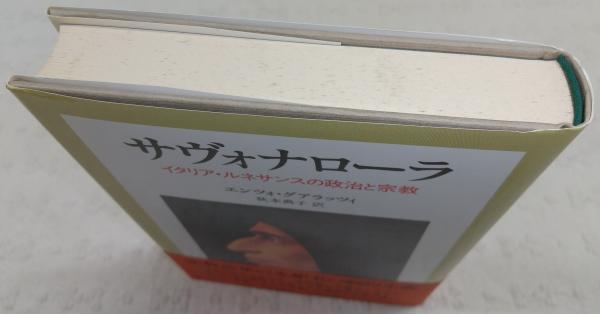 サヴォナローラ
イタリア・ルネサンスの政治と宗教
エンツォ・グアラッツィ
秋本典子 訳